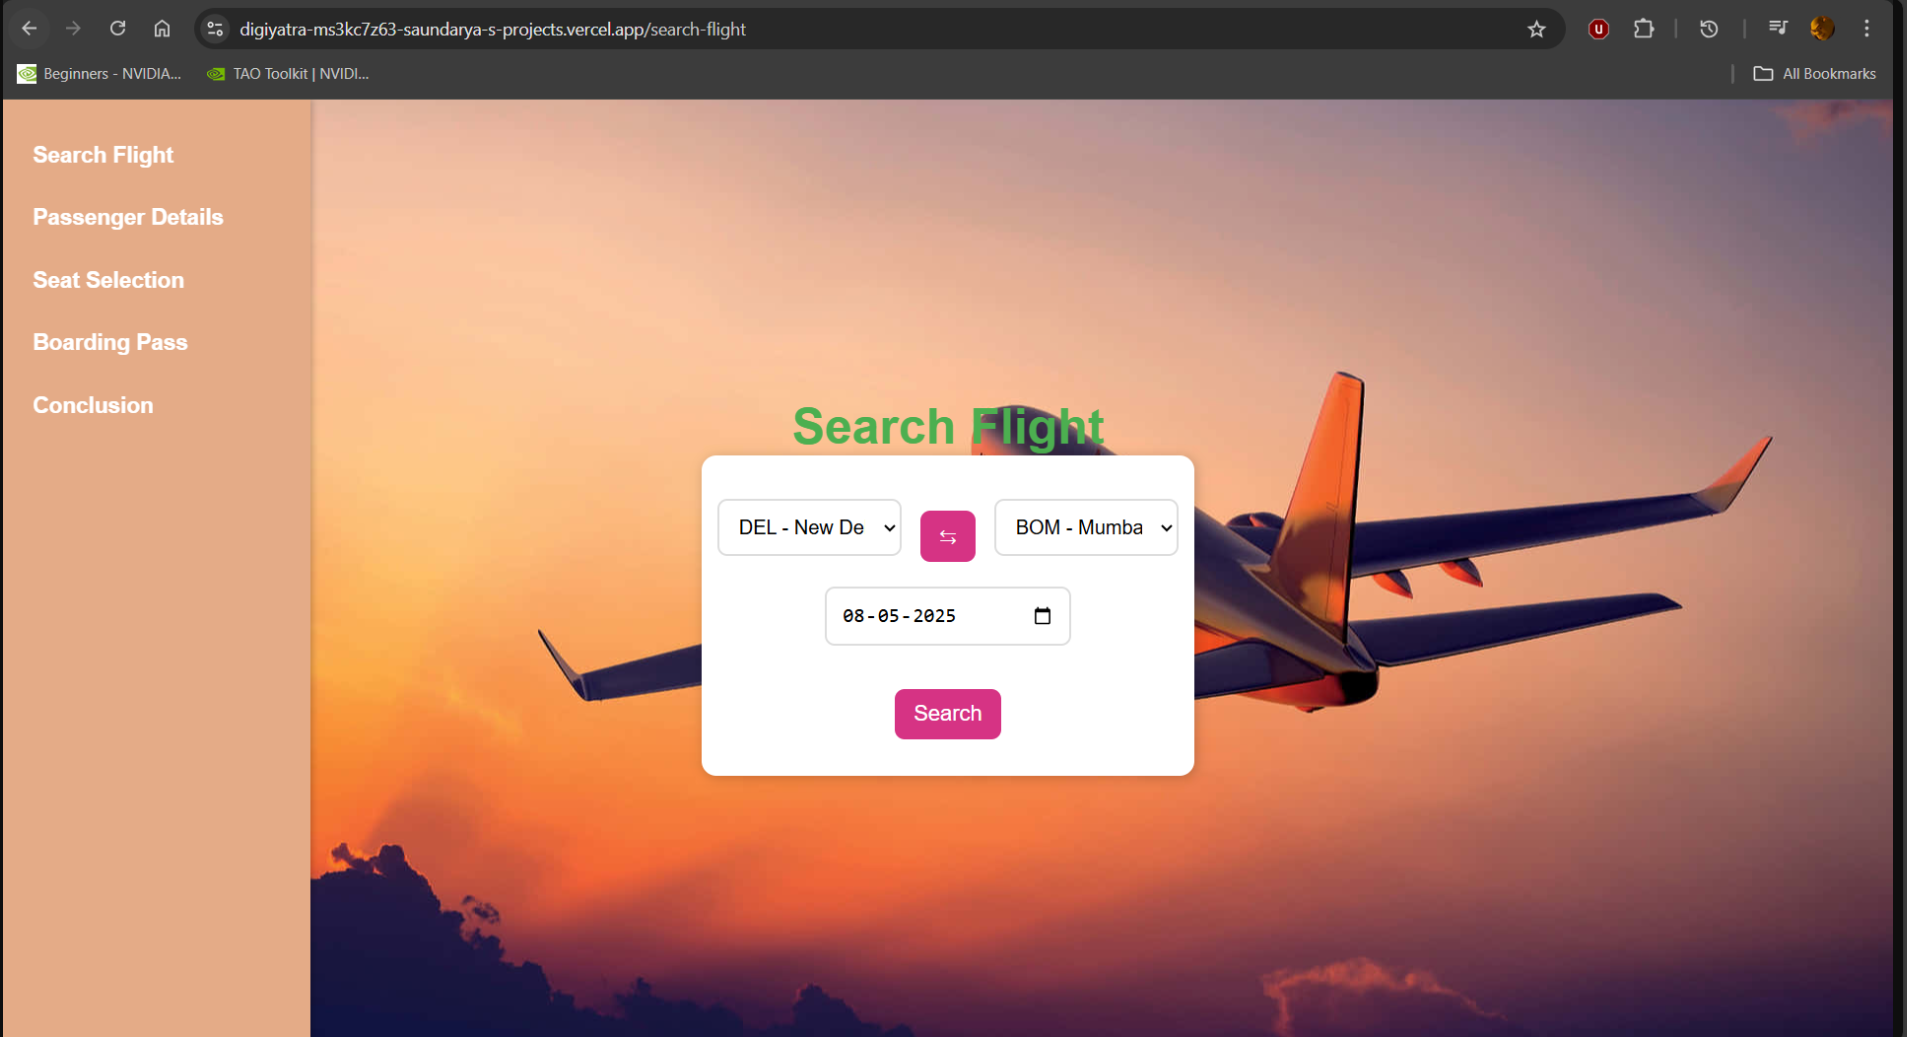 digiyatra-ms3kc7z63-saundarya-s-projects.vercel.app/search-flight
Beginners - NVIDIA... TAO Toolkit | NVIDI... All Bookmarks
Search Flight
Passenger Details
Seat Selection
Boarding Pass
Conclusion
Search Flight
DEL - New De BOM - Mumba
08-05-2025
Search